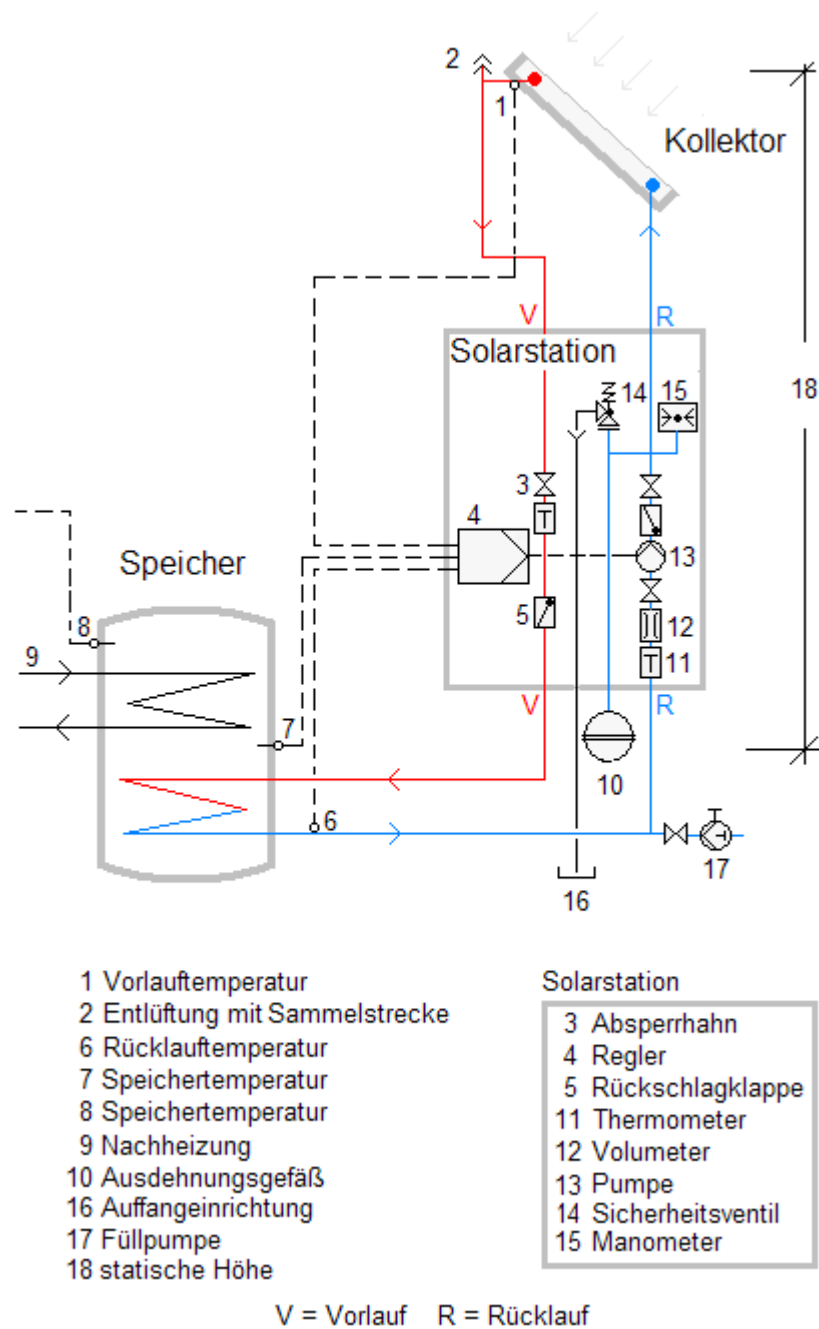 2
1
Kollektor
V
R
Solarstation
14
15
18
3
T
4
Speicher
13
5
12
8
T
11
9
V
R
7
10
6
17
16
1 Vorlauftemperatur
2 Entlüftung mit Sammelstrecke
6 Rücklauftemperatur
7 Speichertemperatur
8 Speichertemperatur
9 Nachheizung
10 Ausdehnungsgefäß
16 Auffangeinrichtung
17 Füllpumpe
18 statische Höhe
Solarstation
3 Absperrhahn
4 Regler
5 Rückschlagklappe
11 Thermometer
12 Volumeter
13 Pumpe
14 Sicherheitsventil
15 Manometer
V = Vorlauf R = Rücklauf